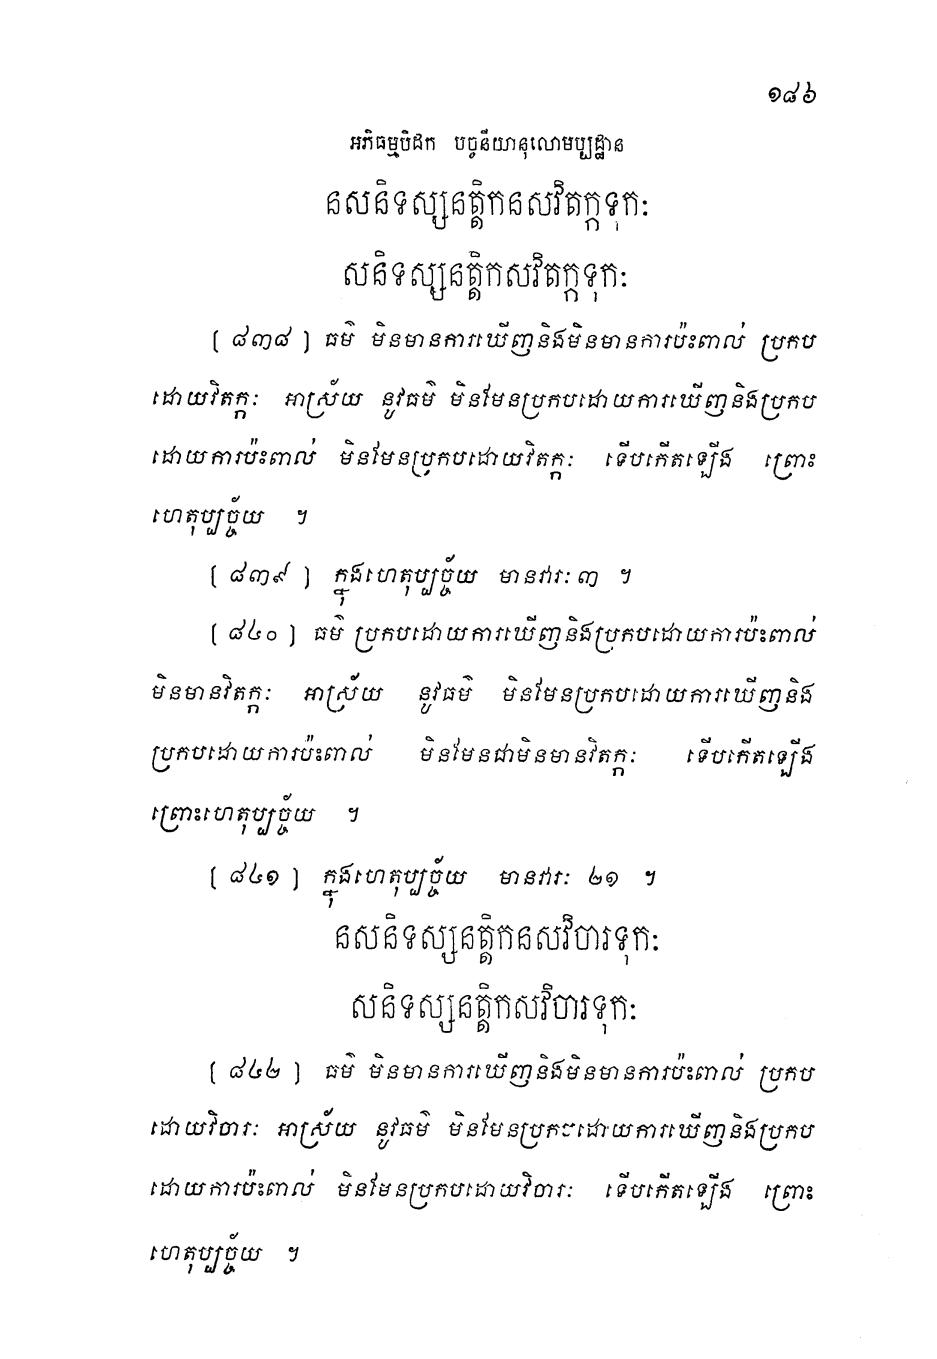 ១៨៦
អភិធម្មបិដក បច្ចនីយានុលោមប្បដ្ឋាន
នសនិទស្សនត្តិកនសវិតក្កទុកៈ
សនិទស្សនត្តិកសវិតក្កទុកៈ
[ ៨៣៨ ] ធម៌ មិនមានការឃើញនិងមិនមានការប៉ះពាល់ ប្រកប
ដោយវិតក្កៈ អាស្រ័យ នូវធម៌ មិនមែនប្រកបដោយការឃើញនិងប្រកប
ដោយការប៉ះពាល់ មិនមែនប្រកបដោយវិតក្កៈ ទើបកើតឡើង ព្រោះ
ហេតុប្បច្ច័យ ។
[ ៨៣៩ ] ក្នុងហេតុប្បច្ច័យ មានវារៈ ៣ ។
[ ៨៤០ ] ធម៌ ប្រកបដោយការឃើញនិងប្រកបដោយការប៉ះពាល់
មិនមានវិតក្កៈ អាស្រ័យ នូវធម៌ មិនមែនប្រកបដោយការឃើញនិង
ប្រកបដោយការប៉ះពាល់ មិនមែនជាមិនមានវិតក្កៈ ទើបកើតឡើង
ព្រោះហេតុប្បច្ច័យ ។
[ ៨៤១ ] ក្នុងហេតុប្បច្ច័យ មានវារៈ ២១ ។
នសនិទស្សនត្តិកនសវិចារទុកៈ
សនិទស្សនត្តិកសវិចារទុកៈ
[ ៨៤២ ] ធម៌ មិនមានការឃើញនិងមិនមានការប៉ះពាល់ ប្រកប
ដោយវិចារៈ អាស្រ័យ នូវធម៌ មិនមែនប្រកបដោយការឃើញនិងប្រកប
ដោយការប៉ះពាល់ មិនមែនប្រកបដោយវិចារៈ ទើបកើតឡើង ព្រោះ
ហេតុប្បច្ច័យ ។